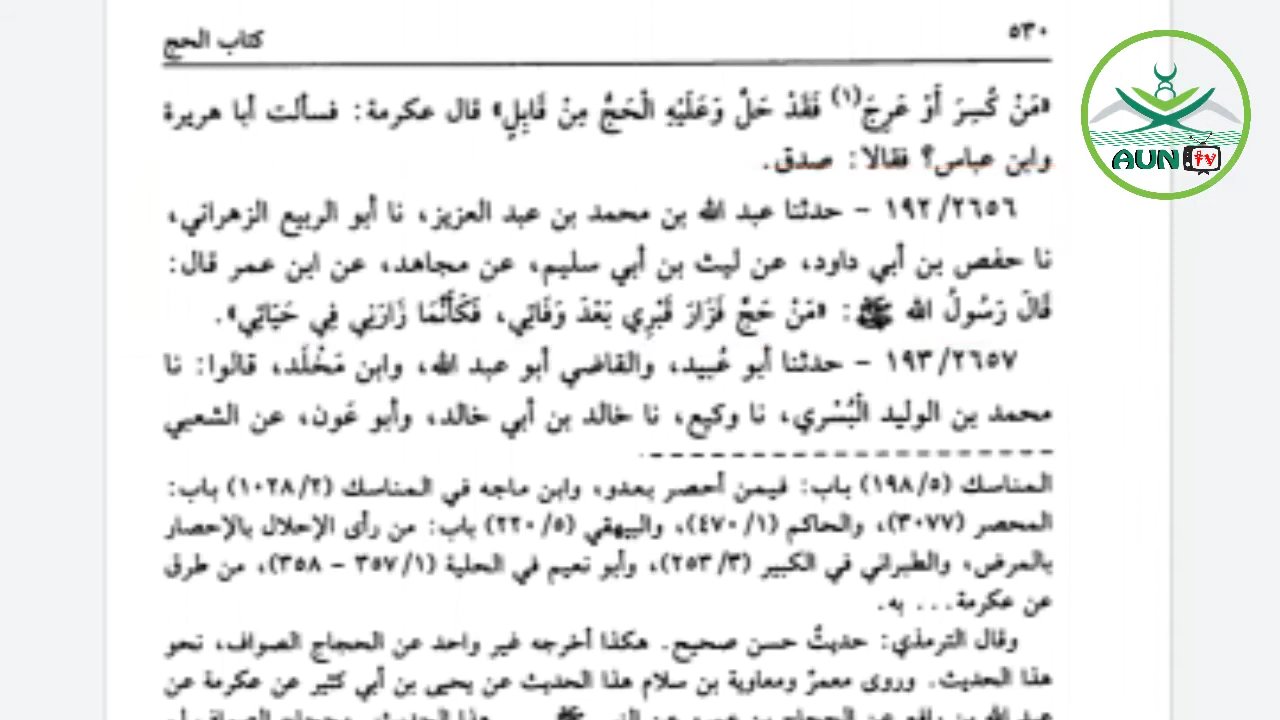 ٥٣٠
كتاب الحج
«مَنْ كُسِرَ أَوْ عَرِجَ(١) فَقَدْ حَلَّ وَعَلَيْهِ الْحَجُّ مِنْ قَابِلٍ» قال عكرمة: فسألت أبا هريرة
وابن عباس؟ فقالا: صدق.
١٩٢/٢٦٥٦ – حدثنا عبد الله بن محمد بن عبد العزيز، نا أبو الربيع الزهراني،
نا حفص بن أبي داود، عن ليث بن أبي سليم، عن مجاهد، عن ابن عمر قال:
قَالَ رَسُولُ الله ﷺ: «مَنْ حَجَّ فَزَارَ قَبْرِي بَعْدَ وَفَاتِي، فَكَأَنَّمَا زَارَنِي فِي حَيَاتِي».
١٩٣/٢٦٥٧ – حدثنا أبو عُبيد، والقاضي أبو عبد الله، وابن مَخْلَد، قالوا: نا
محمد بن الوليد الْبُسْري، نا وكيع، نا خالد بن أبي خالد، وأبو عَون، عن الشعبي
المناسك (١٩٨/٥) باب: فيمن أحصر بعدو، وابن ماجه في المناسك (١٠٢٨/٢) باب:
المحصر (٣٠٧٧)، والحاكم (٤٧٠/١)، والبيهقي (٢٢٠/٥) باب: من رأى الإحلال بالإحصار
بالمرض، والطبراني في الكبير (٢٥٣/٣)، وأبو نعيم في الحلية (٣٥٧/١ – ٣٥٨)، من طرق
عن عكرمة... به.
وقال الترمذي: حديثٌ حسن صحيح. هكذا أخرجه غير واحد عن الحجاج الصواف، نحو
هذا الحديث. وروى معمرٌ ومعاوية بن سلام هذا الحديث عن يحيى بن أبي كثير عن عكرمة عن
AUN tv